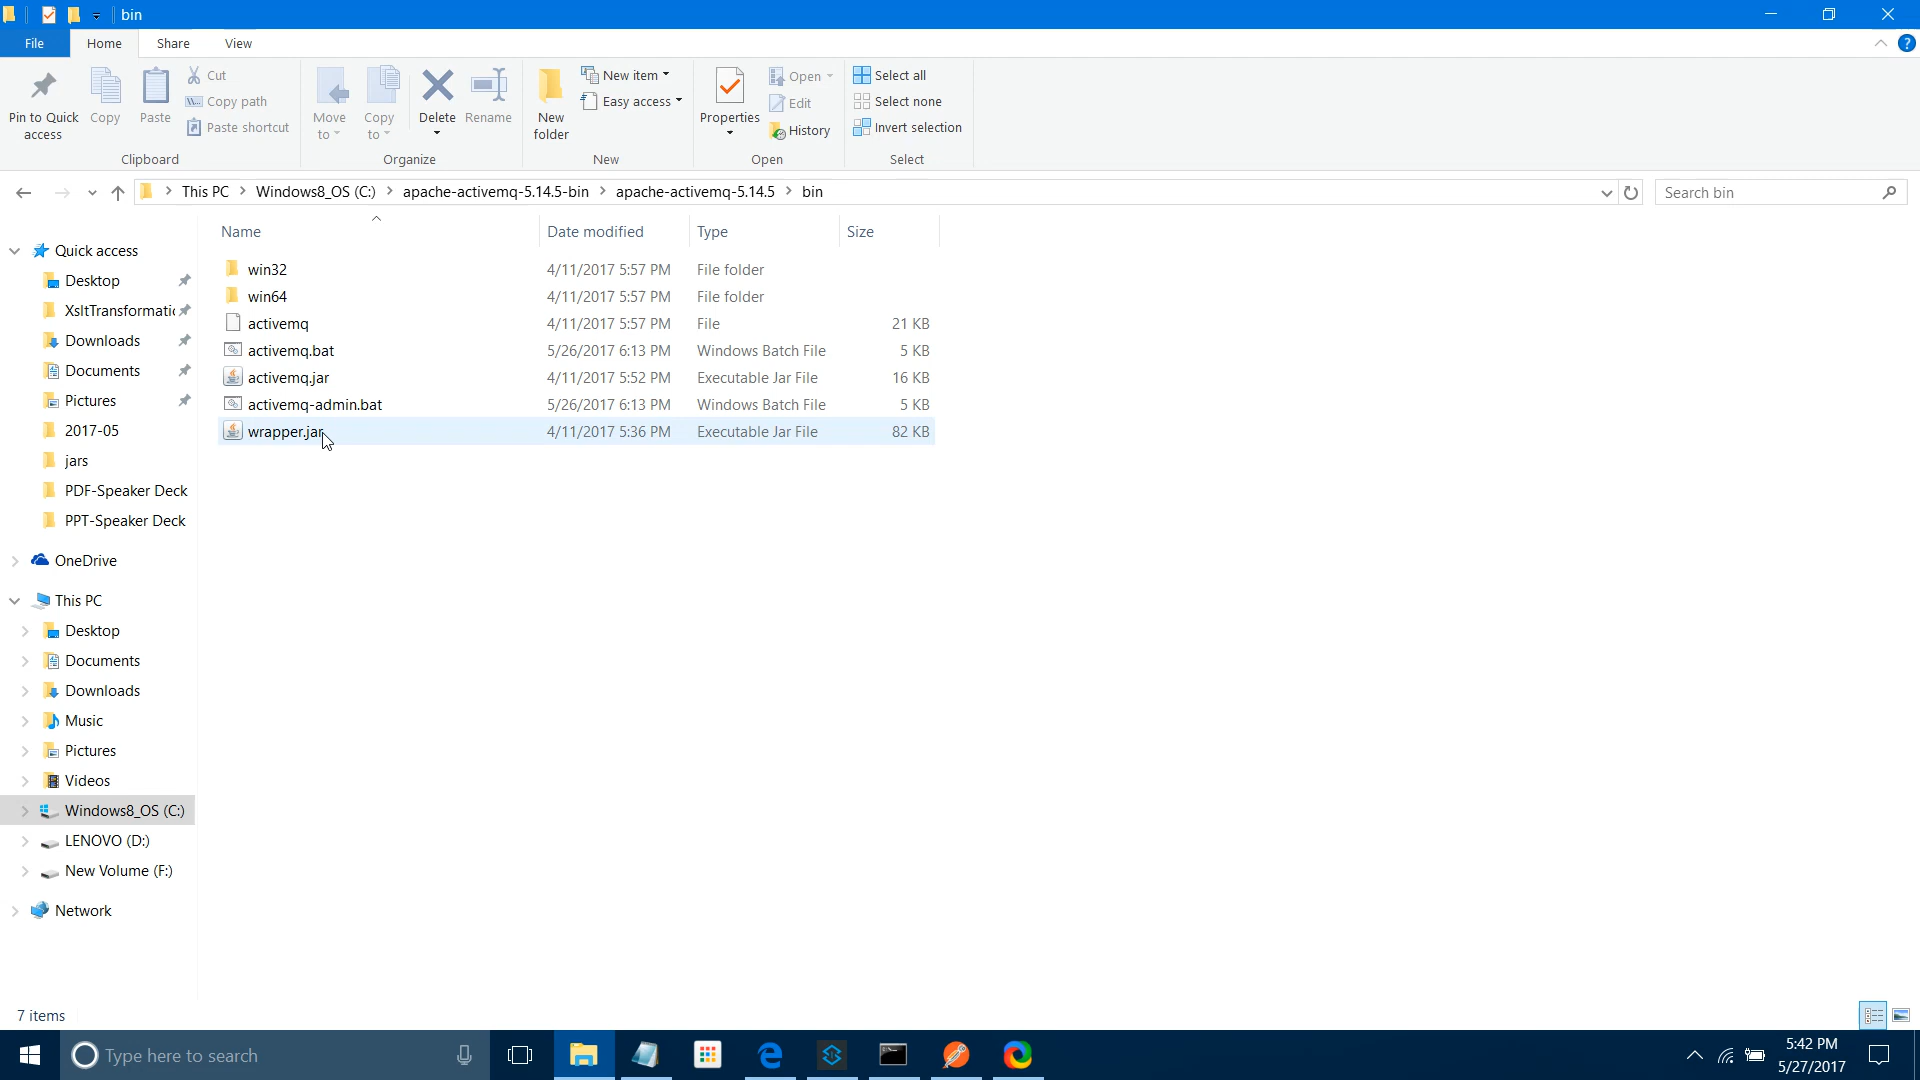 bin
File Home Share View
Pin to Quick access
Copy
Paste
Cut
Copy path
Paste shortcut
Clipboard
Move to
Copy to
Delete
Rename
Organize
New folder
New item
Easy access
New
Properties
Open
Edit
History
Open
Select all
Select none
Invert selection
Select
This PC > Windows8_OS (C:) > apache-activemq-5.14.5-bin > apache-activemq-5.14.5 > bin
Search bin
Name Date modified Type Size
win32 4/11/2017 5:57 PM File folder
win64 4/11/2017 5:57 PM File folder
activemq 4/11/2017 5:57 PM File 21 KB
activemq.bat 5/26/2017 6:13 PM Windows Batch File 5 KB
activemq.jar 4/11/2017 5:52 PM Executable Jar File 16 KB
activemq-admin.bat 5/26/2017 6:13 PM Windows Batch File 5 KB
wrapper.jar 4/11/2017 5:36 PM Executable Jar File 82 KB
Quick access
Desktop
XsltTransformatic
Downloads
Documents
Pictures
2017-05
jars
PDF-Speaker Deck
PPT-Speaker Deck
OneDrive
This PC
Desktop
Documents
Downloads
Music
Pictures
Videos
Windows8_OS (C:)
LENOVO (D:)
New Volume (F:)
Network
7 items
Type here to search
5:42 PM
5/27/2017